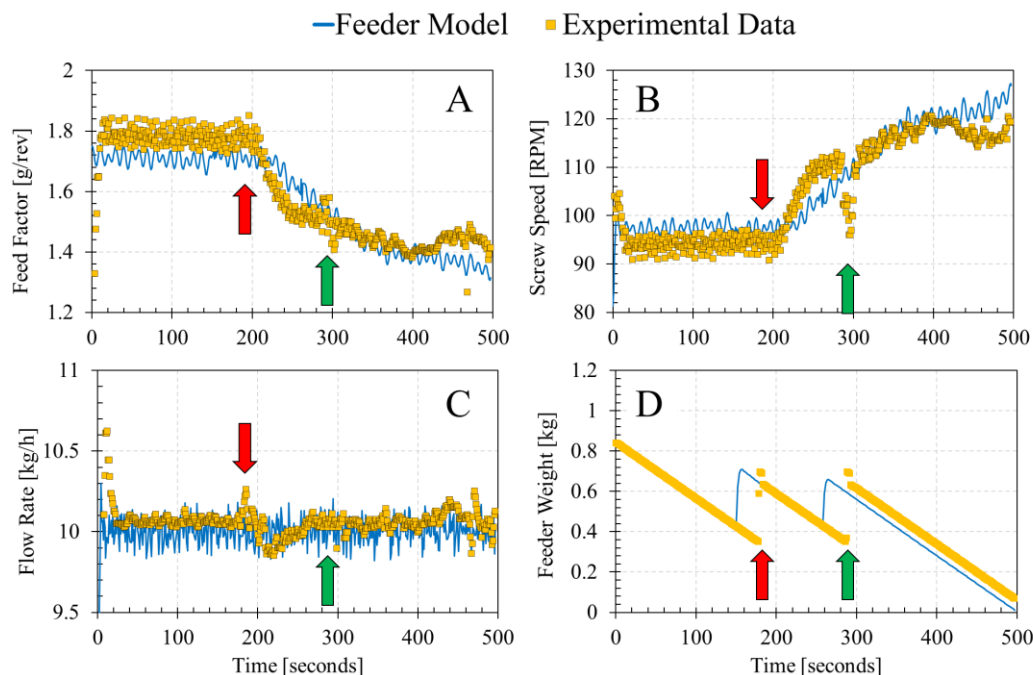 Feeder Model Experimental Data
A
Feed Factor [g/rev]
2
1.8
1.6
1.4
1.2
0 100 200 300 400 500
B
Screw Speed [RPM]
130
120
110
100
90
80
0 100 200 300 400 500
C
Flow Rate [kg/h]
11
10.5
10
9.5
0 100 200 300 400 500
Time [seconds]
D
Feeder Weight [kg]
1.2
1
0.8
0.6
0.4
0.2
0
0 100 200 300 400 500
Time [seconds]